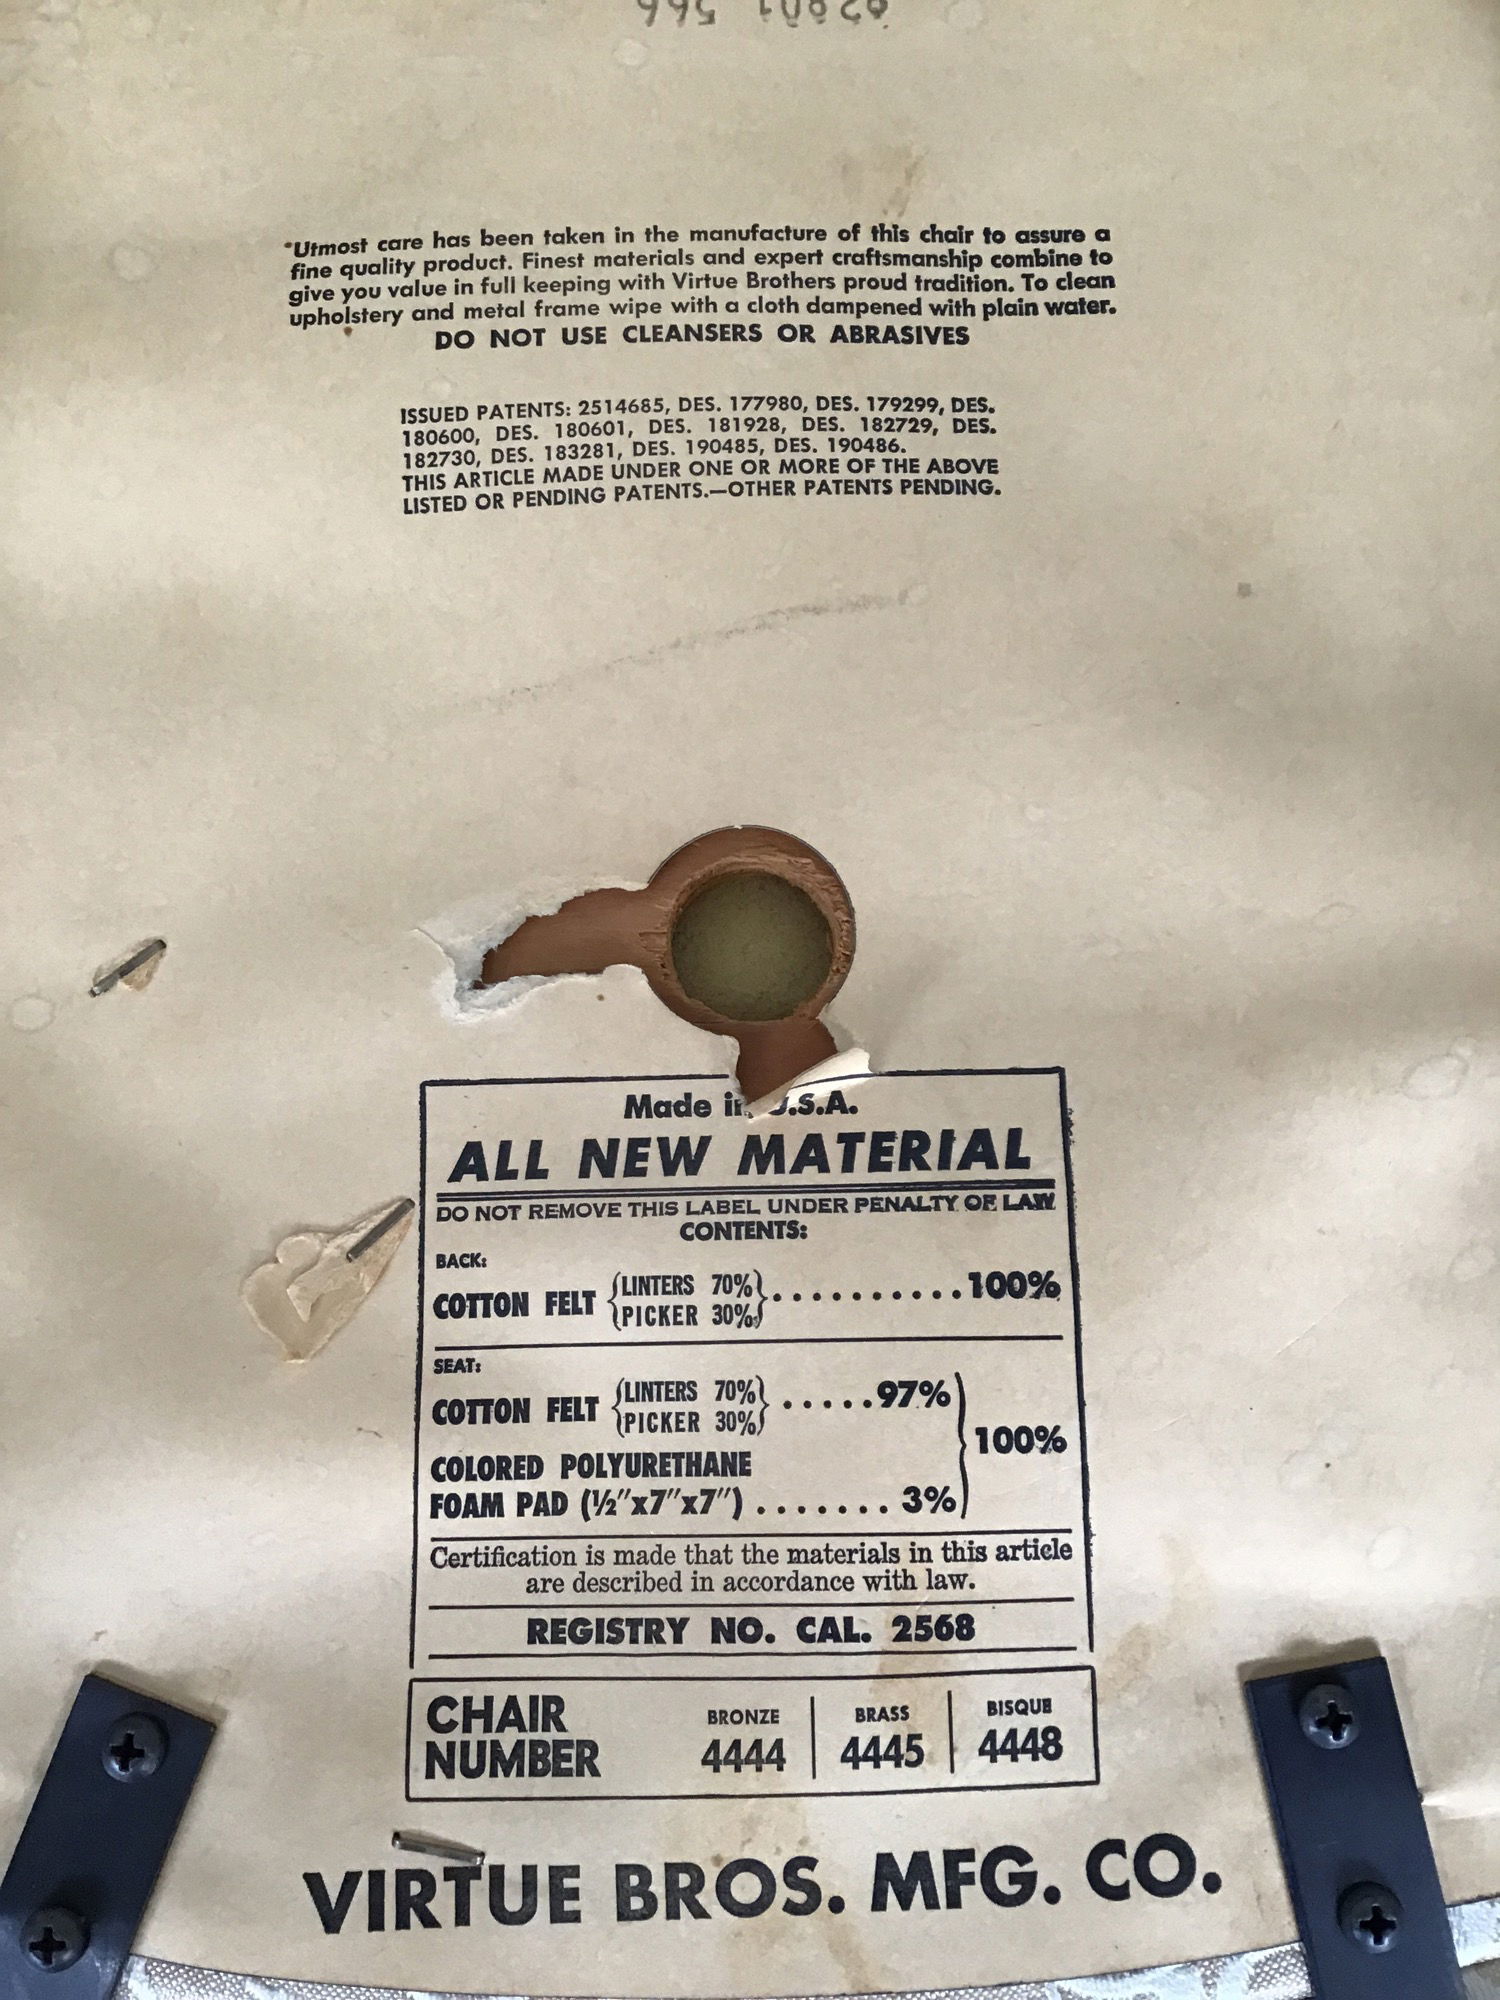 "Utmost care has been taken in the manufacture of this chair to assure a
fine quality product. Finest materials and expert craftsmanship combine to
give you value in full keeping with Virtue Brothers proud tradition. To clean
upholstery and metal frame wipe with a cloth dampened with plain water.
DO NOT USE CLEANSERS OR ABRASIVES
ISSUED PATENTS: 2514685, DES. 177980, DES. 179299, DES.
180600, DES. 180601, DES. 181928, DES. 182729, DES.
182730, DES. 183281, DES. 190485, DES. 190486.
THIS ARTICLE MADE UNDER ONE OR MORE OF THE ABOVE
LISTED OR PENDING PATENTS.—OTHER PATENTS PENDING.
Made in U.S.A.
ALL NEW MATERIAL
DO NOT REMOVE THIS LABEL UNDER PENALTY OF LAW
CONTENTS:
BACK:
COTTON FELT {LINTERS 70% PICKER 30%}..........100%
SEAT:
COTTON FELT {LINTERS 70% PICKER 30%} .....97%
100%
COLORED POLYURETHANE
FOAM PAD (½"x7"x7") ....... 3%
Certification is made that the materials in this article
are described in accordance with law.
REGISTRY NO. CAL. 2568
CHAIR NUMBER
BRONZE 4444
BRASS 4445
BISQUE 4448
VIRTUE BROS. MFG. CO.